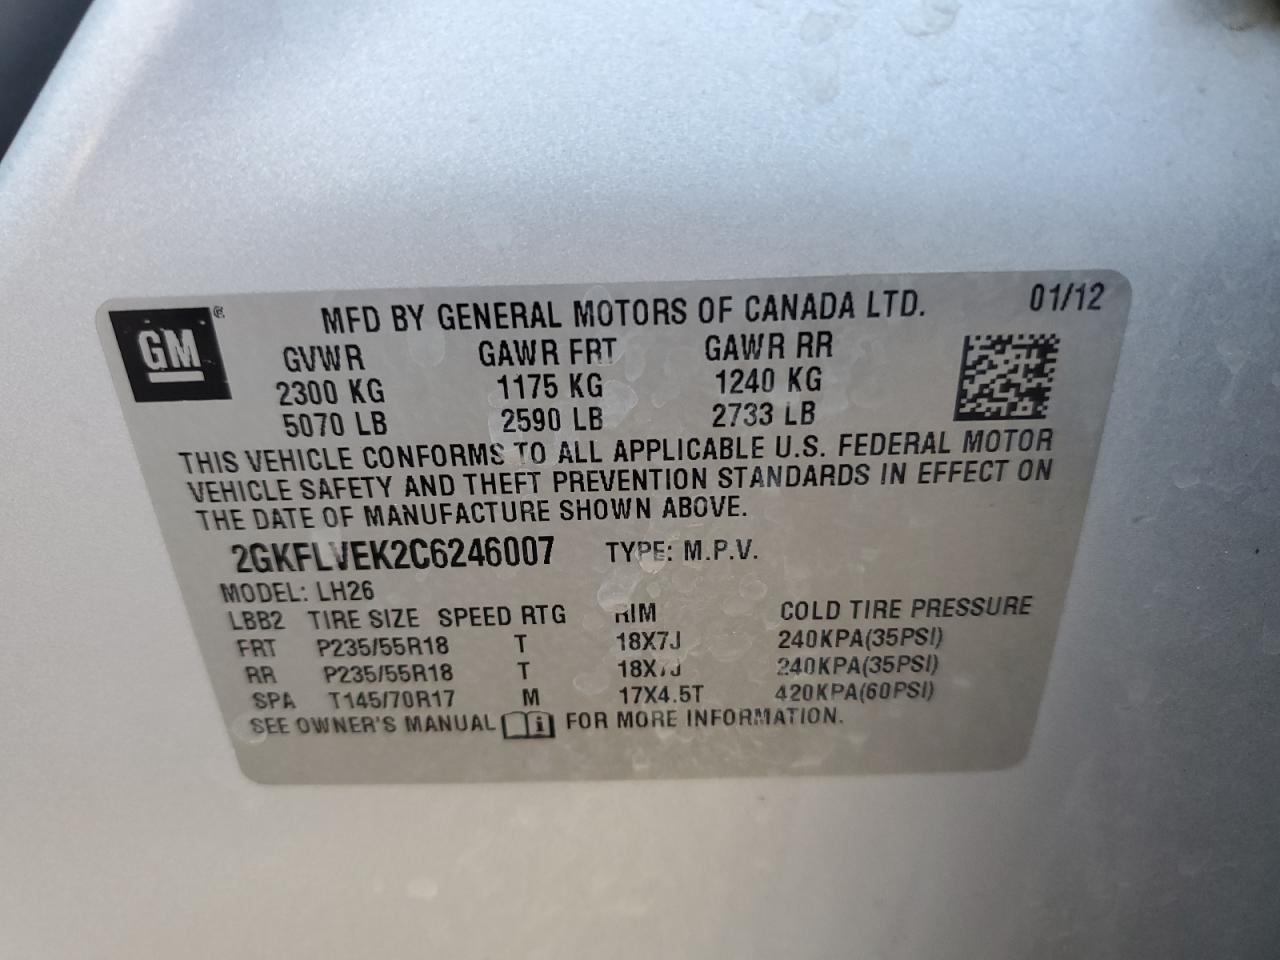 GM ® MFD BY GENERAL MOTORS OF CANADA LTD. 01/12
GVWR GAWR FRT GAWR RR
2300 KG 1175 KG 1240 KG
5070 LB 2590 LB 2733 LB
THIS VEHICLE CONFORMS TO ALL APPLICABLE U.S. FEDERAL MOTOR
VEHICLE SAFETY AND THEFT PREVENTION STANDARDS IN EFFECT ON
THE DATE OF MANUFACTURE SHOWN ABOVE.
2GKFLVEK2C6246007 TYPE: M.P.V.
MODEL: LH26
LBB2 TIRE SIZE SPEED RTG RIM COLD TIRE PRESSURE
FRT P235/55R18 T 18X7J 240KPA(35PSI)
RR P235/55R18 T 18X7J 240KPA(35PSI)
SPA T145/70R17 M 17X4.5T 420KPA(60PSI)
SEE OWNER'S MANUAL i FOR MORE INFORMATION.